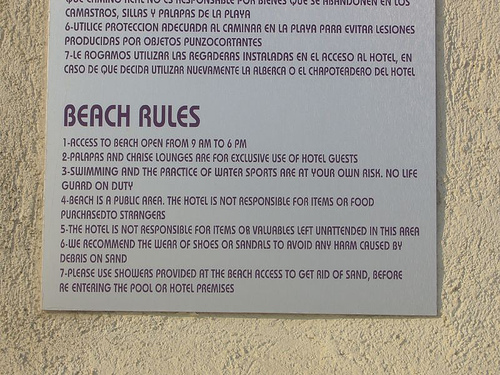 QUE CAMINO REAL NO ES RESPONSABLE POR BIENES QUE SE ABANDONEN EN LOS
CAMASTROS, SILLAS Y PALAPAS DE LA PLAYA
6-UTILICE PROTECCION ADECUADA AL CAMINAR EN LA PLAYA PARA EVITAR LESIONES
PRODUCIDAS POR OBJETOS PUNZOCORTANTES
7-LE ROGAMOS UTILIZAR LAS REGADERAS INSTALADAS EN EL ACCESO AL HOTEL, EN
CASO DE QUE DECIDA UTILIZAR NUEVAMENTE LA ALBERCA O EL CHAPOTEADERO DEL HOTEL
BEACH RULES
1-ACCESS TO BEACH OPEN FROM 9 AM TO 6 PM
2-PALAPAS AND CHAISE LOUNGES ARE FOR EXCLUSIVE USE OF HOTEL GUESTS
3-SWIMMING AND THE PRACTICE OF WATER SPORTS ARE AT YOUR OWN RISK. NO LIFE
GUARD ON DUTY
4-BEACH IS A PUBLIC AREA. THE HOTEL IS NOT RESPONSIBLE FOR ITEMS OR FOOD
PURCHASEDTO STRANGERS
5-THE HOTEL IS NOT RESPONSIBLE FOR ITEMS OR VALUABLES LEFT UNATTENDED IN THIS AREA
6-WE RECOMMEND THE WEAR OF SHOES OR SANDALS TO AVOID ANY HARM CAUSED BY
DEBRIS ON SAND
7-PLEASE USE SHOWERS PROVIDED AT THE BEACH ACCESS TO GET RID OF SAND, BEFORE
RE ENTERING THE POOL OR HOTEL PREMISES